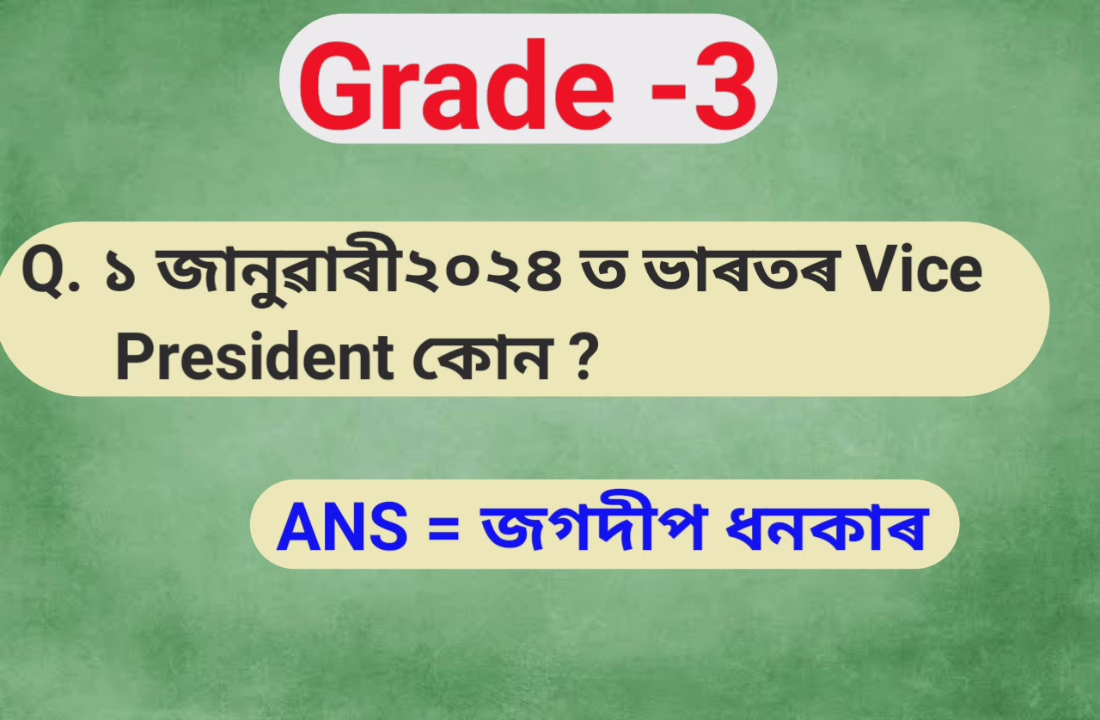 Grade -3
Q. ১ জানুৱাৰী২০২৪ ত ভাৰতৰ Vice
President কোন ?
ANS = জগদীপ ধনকাৰ